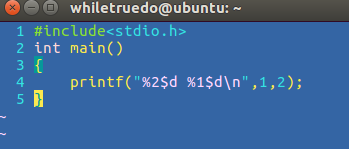 whiletruedo@ubuntu: ~
1 #include<stdio.h>
2 int main()
3 {
4     printf("%2$d %1$d\n",1,2);
5 }
~
~